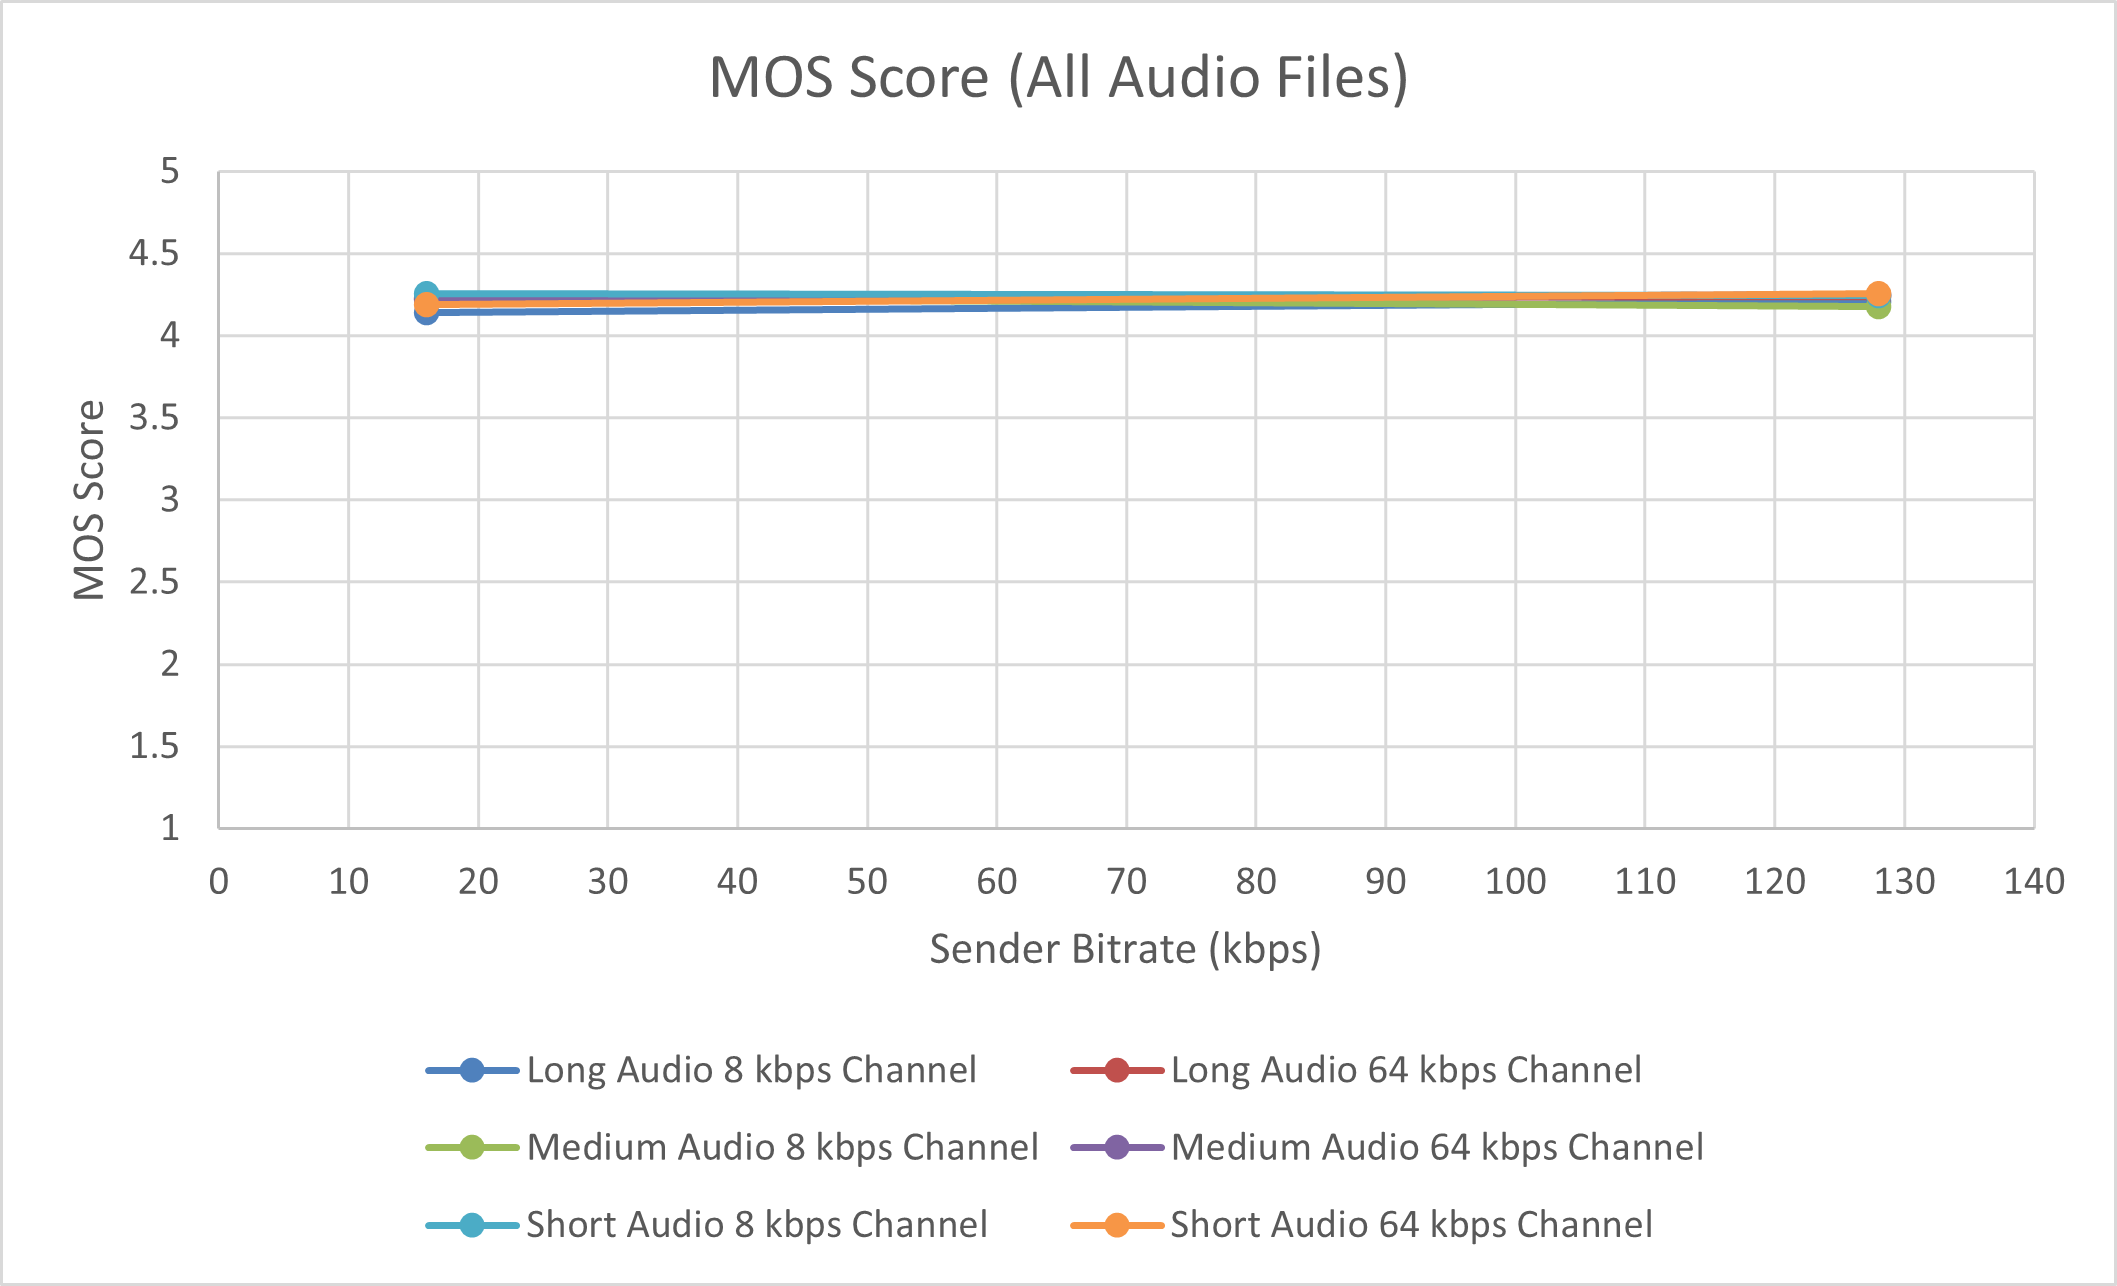 MOS Score (All Audio Files)
5
4.5
4
3.5
3
2.5
2
1.5
1
MOS Score
0 10 20 30 40 50 60 70 80 90 100 110 120 130 140
Sender Bitrate (kbps)
Long Audio 8 kbps Channel Long Audio 64 kbps Channel
Medium Audio 8 kbps Channel Medium Audio 64 kbps Channel
Short Audio 8 kbps Channel Short Audio 64 kbps Channel